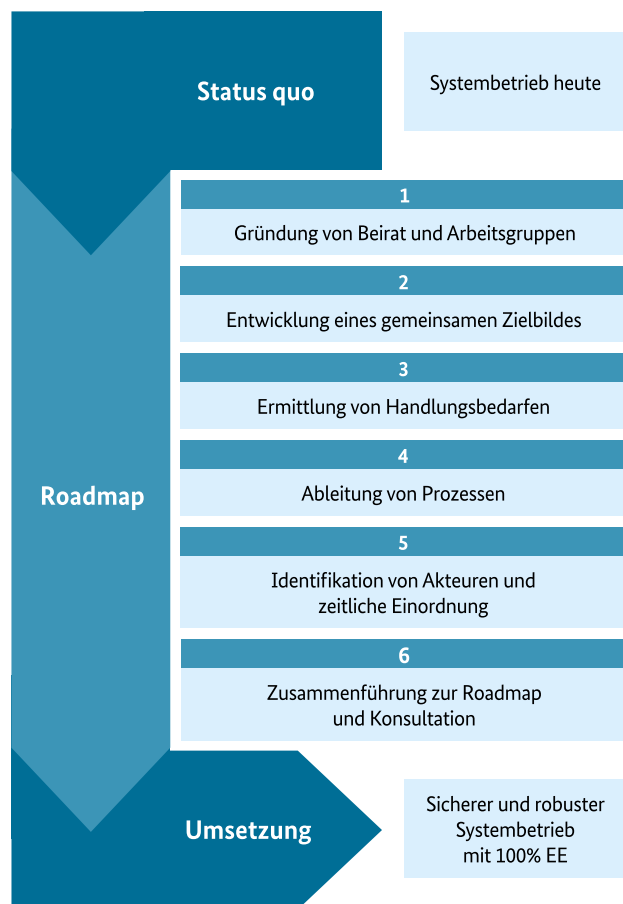 Status quo
Systembetrieb heute
1
Gründung von Beirat und Arbeitsgruppen
2
Entwicklung eines gemeinsamen Zielbildes
3
Ermittlung von Handlungsbedarfen
4
Ableitung von Prozessen
Roadmap
5
Identifikation von Akteuren und
zeitliche Einordnung
6
Zusammenführung zur Roadmap
und Konsultation
Umsetzung
Sicherer und robuster
Systembetrieb
mit 100% EE